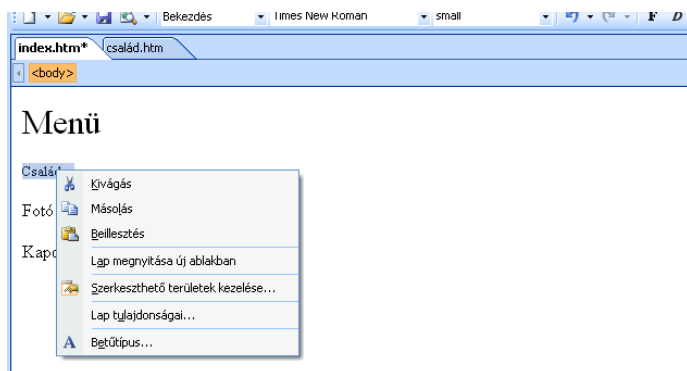 Bekezdés Times New Roman small F D
index.htm* család.htm
<body>
Menü
Család
Kivágás
Fotó Másolás
Beillesztés
Lap megnyitása új ablakban
Szerkeszthető területek kezelése...
Lap tulajdonságai...
A Betűtípus...